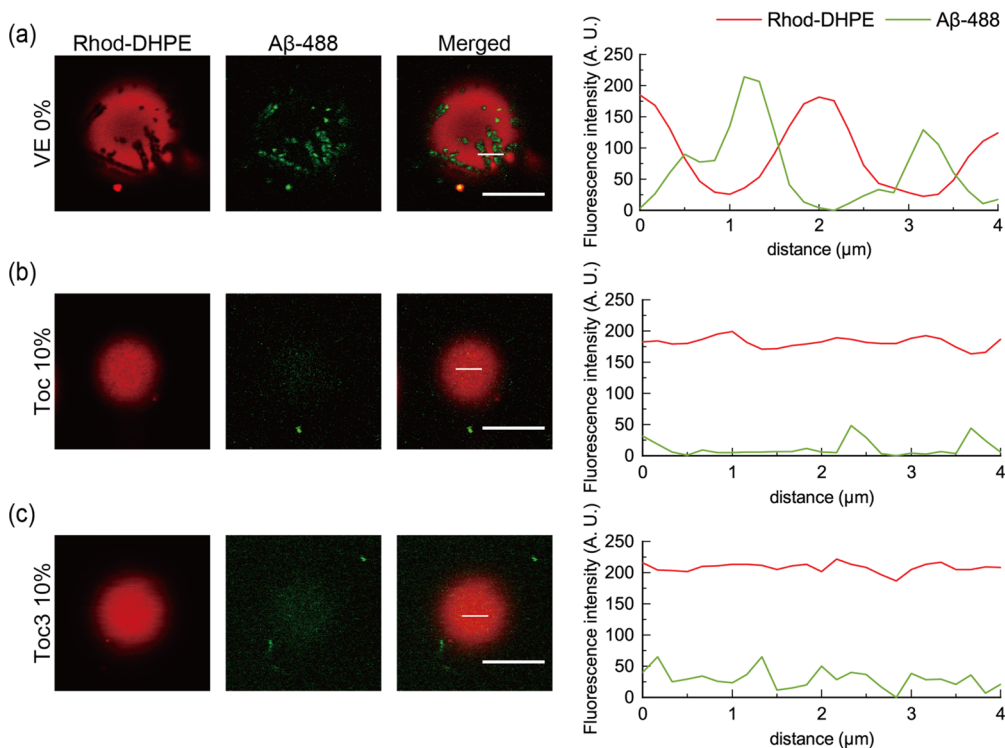 Rhod-DHPE Aβ-488
(a)
Rhod-DHPE Aβ-488 Merged
VE 0%
Fluorescence intensity (A. U.)
250
200
150
100
50
0
0 1 2 3 4
distance (μm)
(b)
Toc 10%
Fluorescence intensity (A. U.)
250
200
150
100
50
0
0 1 2 3 4
distance (μm)
(c)
Toc3 10%
Fluorescence intensity (A. U.)
250
200
150
100
50
0
0 1 2 3 4
distance (μm)